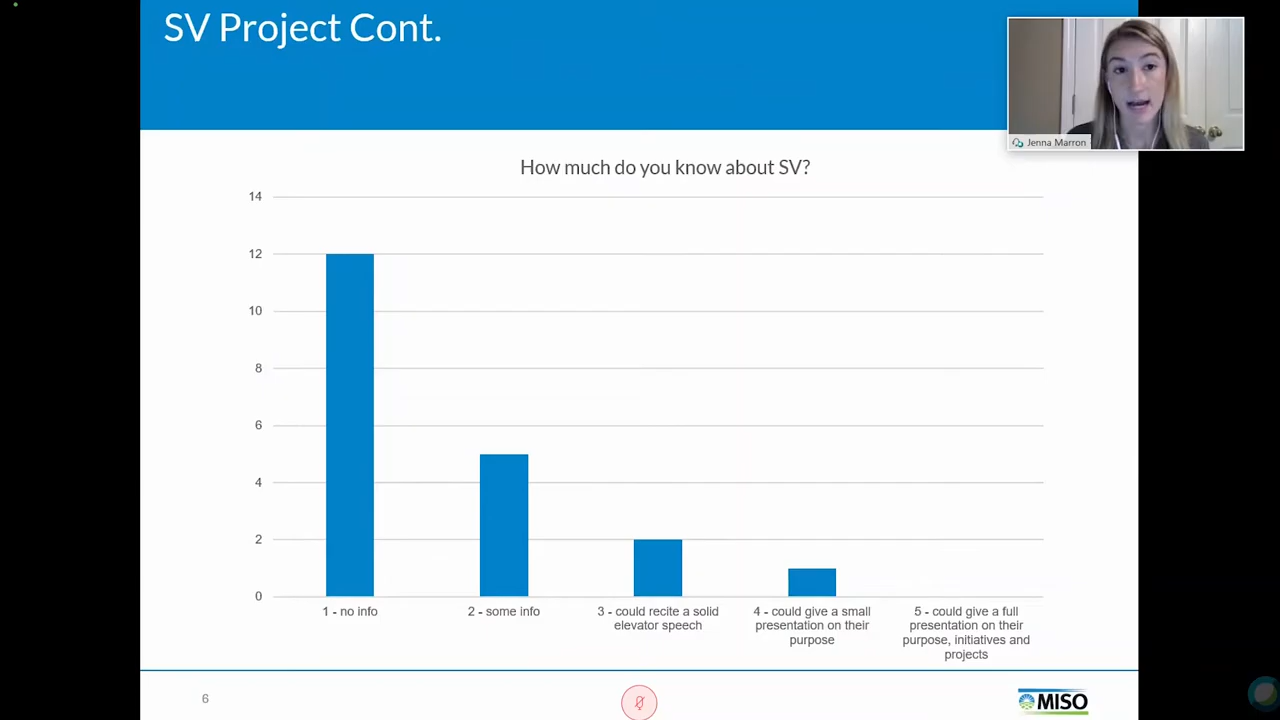 SV Project Cont.
Jenna Marron
How much do you know about SV?
14
12
10
8
6
4
2
0
1 - no info
2 - some info
3 - could recite a solid
elevator speech
4 - could give a small
presentation on their
purpose
5 - could give a full
presentation on their
purpose, initiatives and
projects
6
MISO